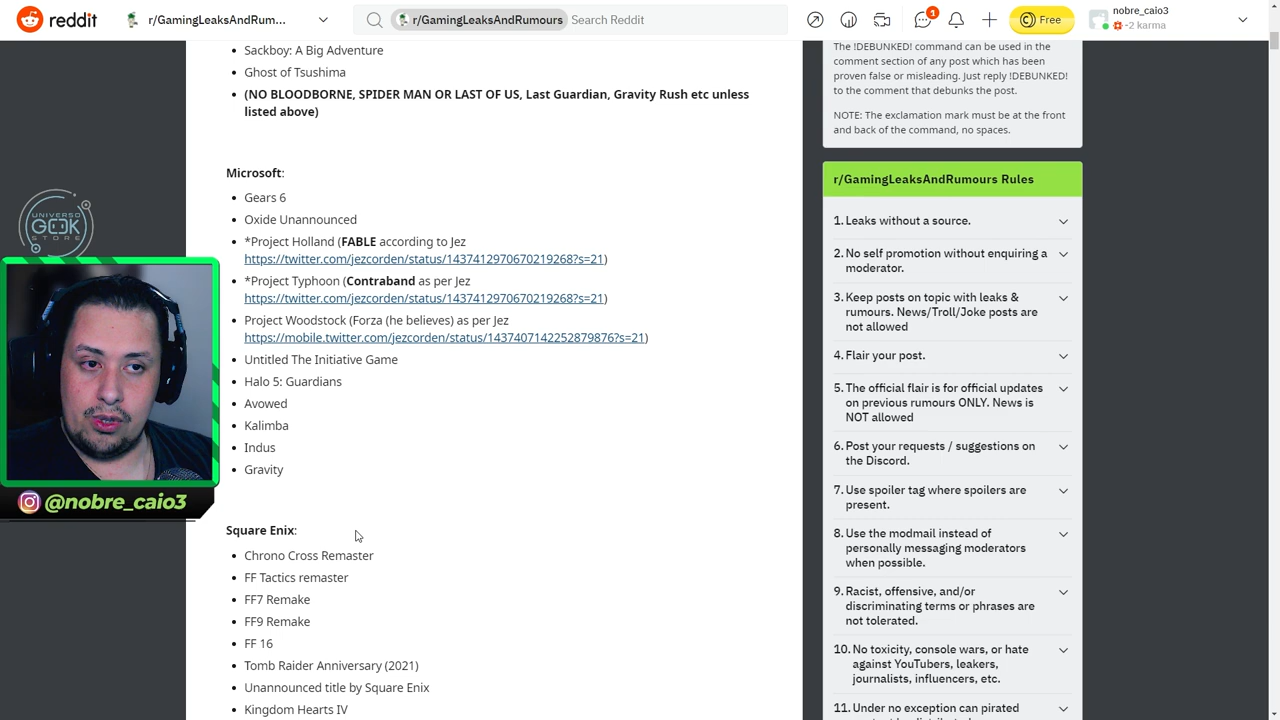 reddit
r/GamingLeaksAndRum...
r/GamingLeaksAndRumours
Search Reddit
1
Free
nobre_caio3
-2 karma
Sackboy: A Big Adventure
Ghost of Tsushima
(NO BLOODBORNE, SPIDER MAN OR LAST OF US, Last Guardian, Gravity Rush etc unless
listed above)
Microsoft:
Gears 6
Oxide Unannounced
*Project Holland (FABLE according to Jez
https://twitter.com/jezcorden/status/1437412970670219268?s=21)
*Project Typhoon (Contraband as per Jez
https://twitter.com/jezcorden/status/1437412970670219268?s=21)
Project Woodstock (Forza (he believes) as per Jez
https://mobile.twitter.com/jezcorden/status/1437407142252879876?s=21)
Untitled The Initiative Game
Halo 5: Guardians
Avowed
Kalimba
Indus
Gravity
Square Enix:
Chrono Cross Remaster
FF Tactics remaster
FF7 Remake
FF9 Remake
FF 16
Tomb Raider Anniversary (2021)
Unannounced title by Square Enix
Kingdom Hearts IV
The !DEBUNKED! command can be used in the
comment section of any post which has been
proven false or misleading. Just reply !DEBUNKED!
to the comment that debunks the post.
NOTE: The exclamation mark must be at the front
and back of the command, no spaces.
r/GamingLeaksAndRumours Rules
1. Leaks without a source.
2. No self promotion without enquiring a
moderator.
3. Keep posts on topic with leaks &
rumours. News/Troll/Joke posts are
not allowed
4. Flair your post.
5. The official flair is for official updates
on previous rumours ONLY. News is
NOT allowed
6. Post your requests / suggestions on
the Discord.
7. Use spoiler tag where spoilers are
present.
8. Use the modmail instead of
personally messaging moderators
when possible.
9. Racist, offensive, and/or
discriminating terms or phrases are
not tolerated.
10. No toxicity, console wars, or hate
against YouTubers, leakers,
journalists, influencers, etc.
11. Under no exception can pirated
UNIVERSO
GEEK
STORE
@nobre_caio3